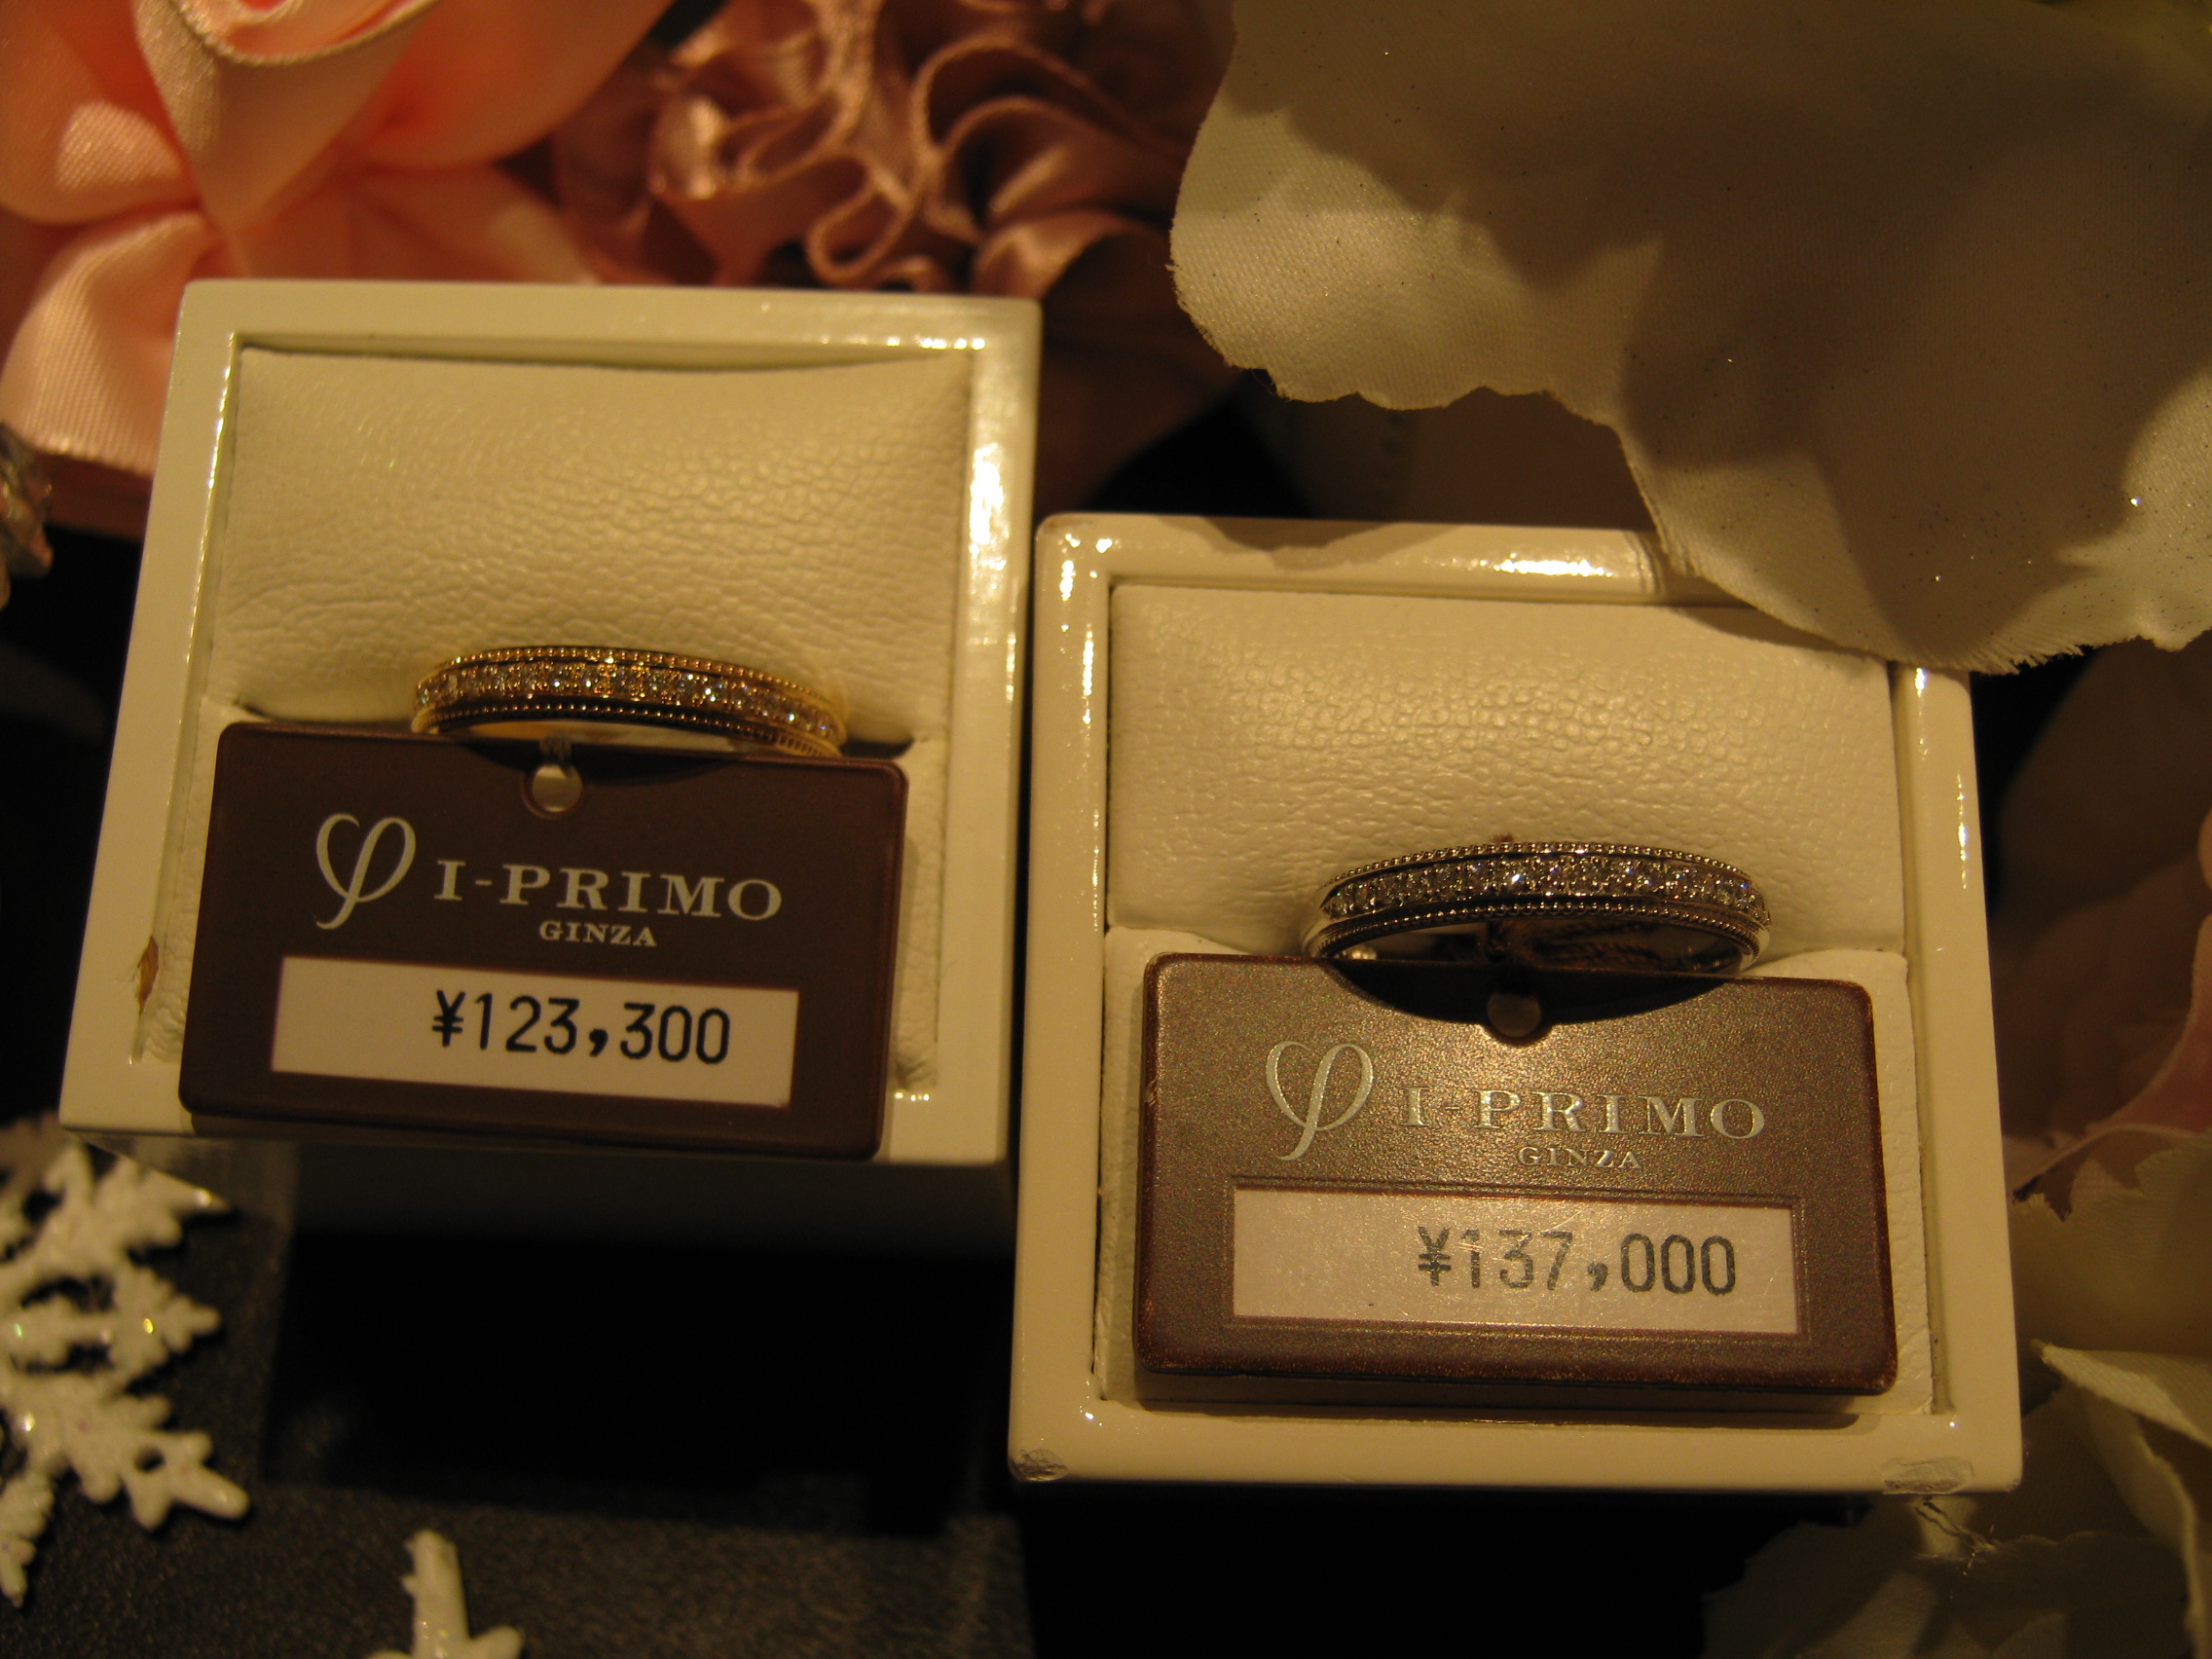 I-PRIMO
GINZA
¥123,300
I-PRIMO
GINZA
¥137,000